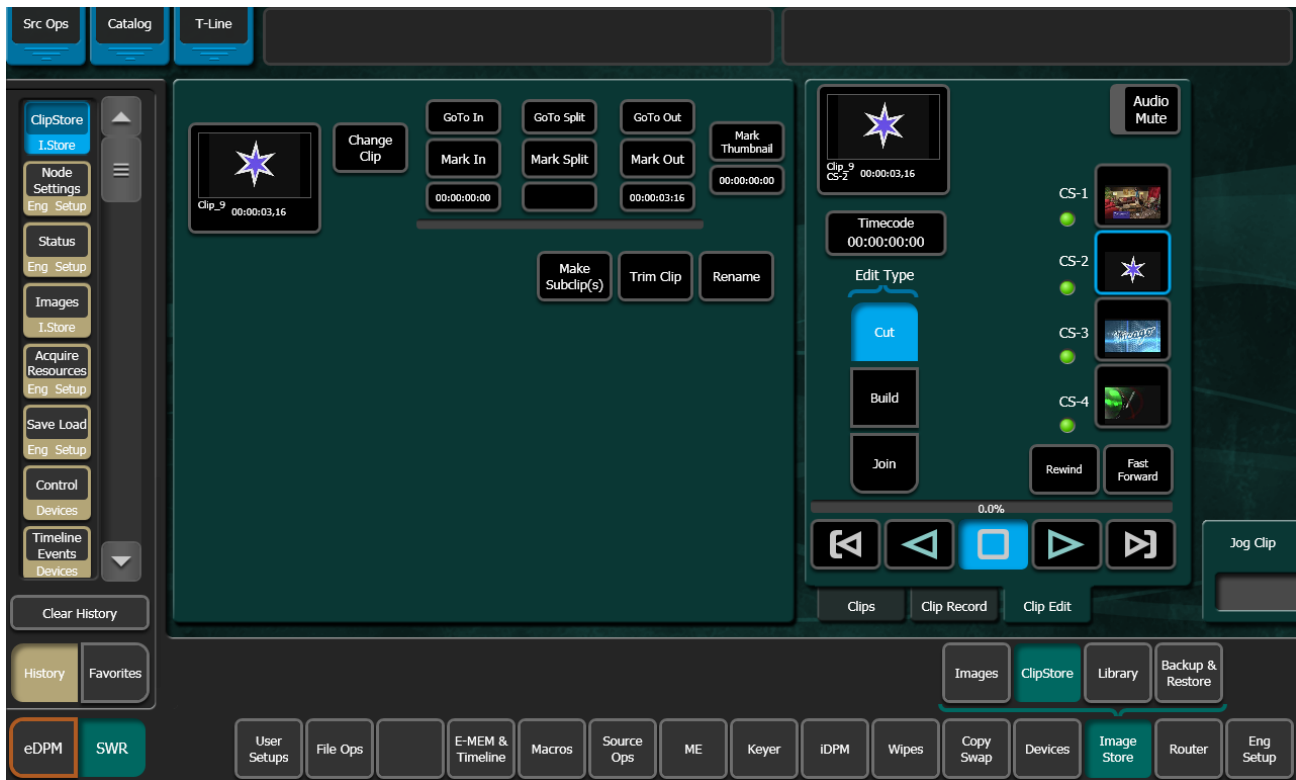 Src Ops
Catalog
T-Line
ClipStore
I.Store
Node
Settings
Eng Setup
Status
Eng Setup
Images
I.Store
Acquire
Resources
Eng Setup
Save Load
Eng Setup
Control
Devices
Timeline
Events
Devices
Clear History
History
Favorites
eDPM
SWR
Clip_9 00:00:03,16
Change
Clip
GoTo In
GoTo Split
GoTo Out
Mark In
Mark Split
Mark Out
Mark
Thumbnail
00:00:00:00
00:00:03:16
00:00:00:00
Make
Subclip(s)
Trim Clip
Rename
Clip_9
CS-2 00:00:03,16
Audio
Mute
Timecode
00:00:00:00
Edit Type
Cut
Build
Join
CS-1
CS-2
CS-3
Chicago
CS-4
Rewind
Fast
Forward
0.0%
Clips
Clip Record
Clip Edit
Jog Clip
Images
ClipStore
Library
Backup &
Restore
User
Setups
File Ops
E-MEM &
Timeline
Macros
Source
Ops
ME
Keyer
iDPM
Wipes
Copy
Swap
Devices
Image
Store
Router
Eng
Setup